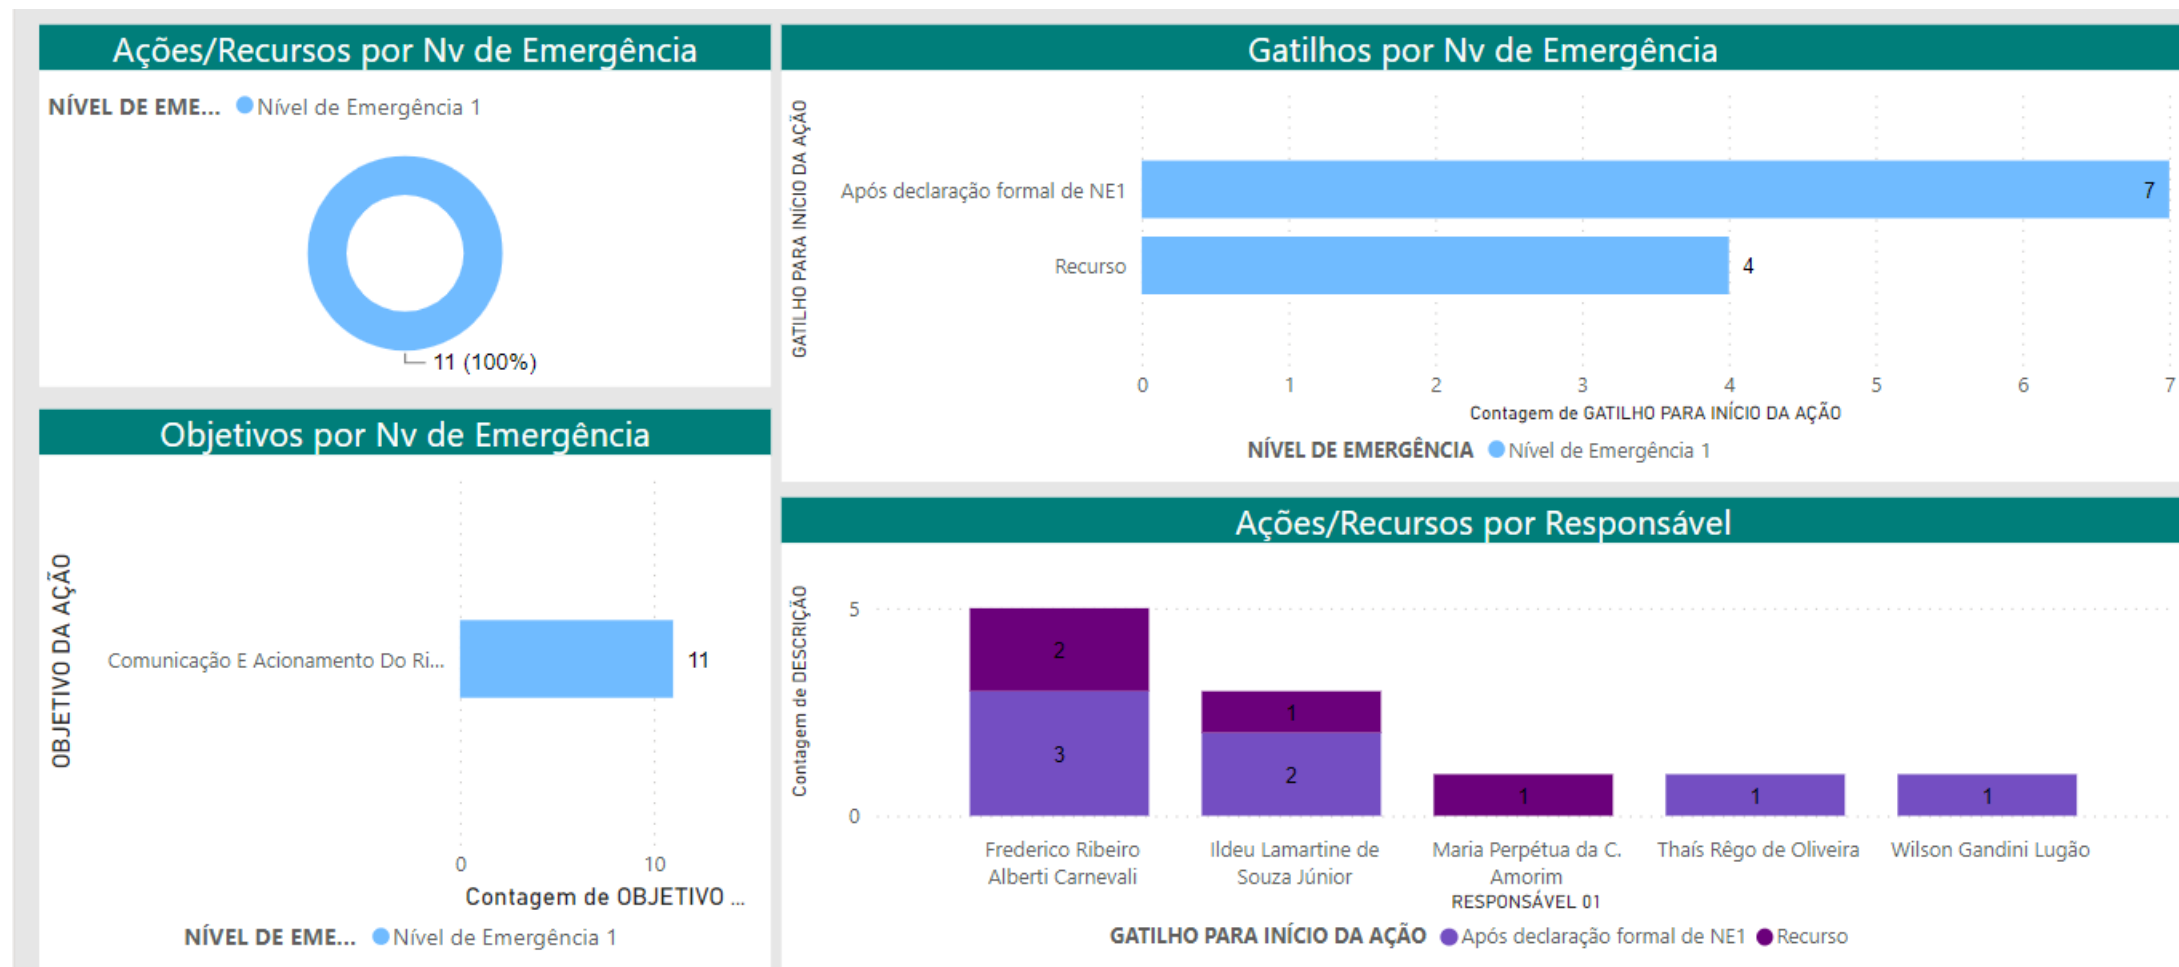 Ações/Recursos por Nv de Emergência
NÍVEL DE EME... Nível de Emergência 1
11 (100%)
Gatilhos por Nv de Emergência
GATILHO PARA INÍCIO DA AÇÃO
Após declaração formal de NE1
7
Recurso
4
0 1 2 3 4 5 6 7
Contagem de GATILHO PARA INÍCIO DA AÇÃO
NÍVEL DE EMERGÊNCIA Nível de Emergência 1
Objetivos por Nv de Emergência
OBJETIVO DA AÇÃO
Comunicação E Acionamento Do Ri...
11
0 10
Contagem de OBJETIVO ...
NÍVEL DE EME... Nível de Emergência 1
Ações/Recursos por Responsável
Contagem de DESCRIÇÃO
5
0
2
3
1
2
1
1
1
Frederico Ribeiro
Alberti Carnevali
Ildeu Lamartine de
Souza Júnior
Maria Perpétua da C.
Amorim
Thaís Rêgo de Oliveira
Wilson Gandini Lugão
RESPONSÁVEL 01
GATILHO PARA INÍCIO DA AÇÃO Após declaração formal de NE1 Recurso